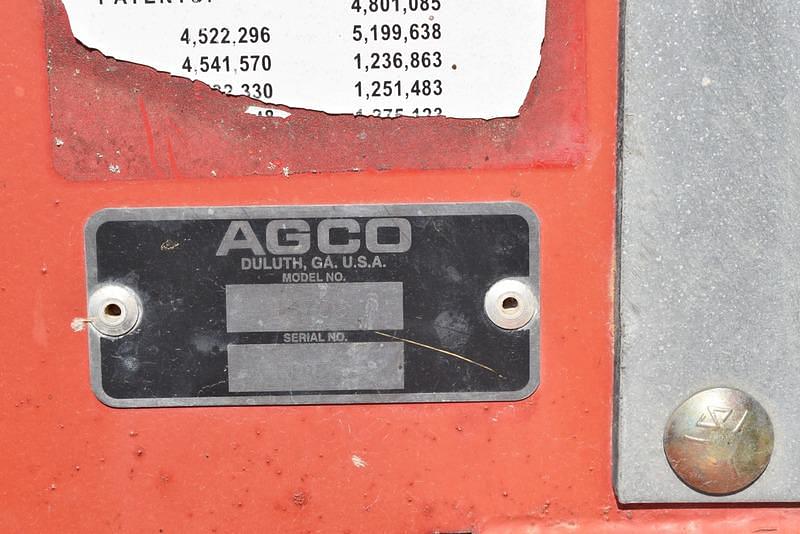 4,801,085
4,522,296 5,199,638
4,541,570 1,236,863
330 1,251,483
AGCO
DULUTH, GA. U.S.A.
MODEL NO.
SERIAL NO.